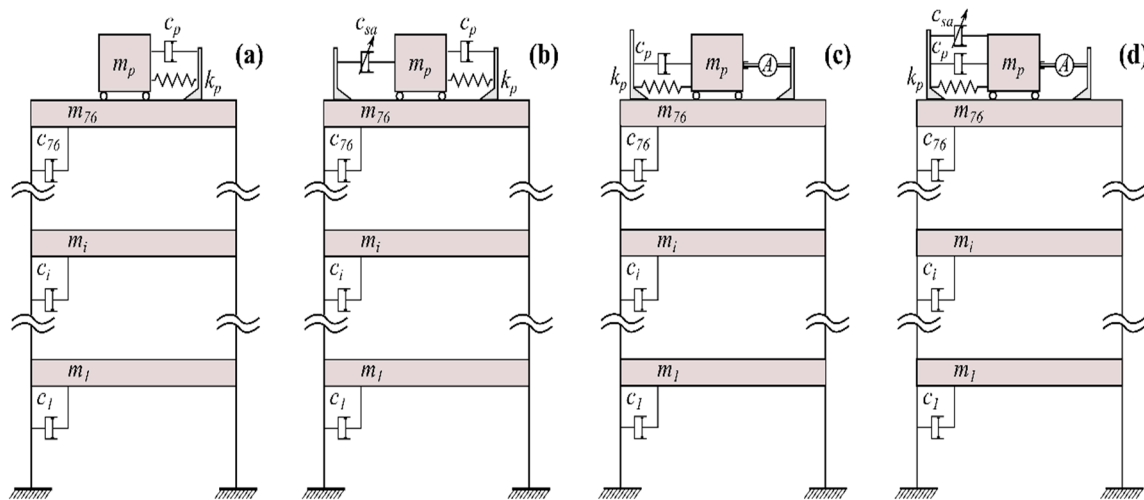 c_p (a) c_sa c_p (b) (c) c_sa (d)
m_p k_p m_p k_p c_p m_p A c_p m_p A
k_p k_p
m_76 m_76 m_76 m_76
c_76 c_76 c_76 c_76
m_i m_i m_i m_i
c_i c_i c_i c_i
m_1 m_1 m_1 m_1
c_1 c_1 c_1 c_1